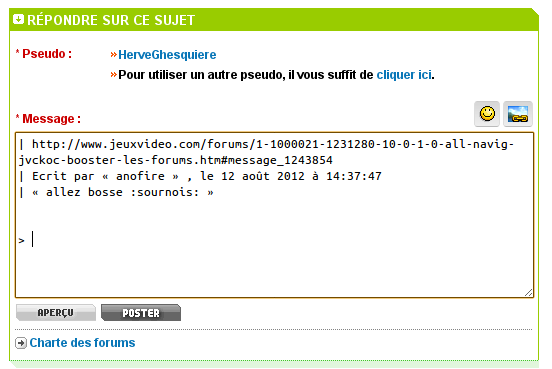 RÉPONDRE SUR CE SUJET
* Pseudo :
»HerveGhesquiere
»Pour utiliser un autre pseudo, il vous suffit de cliquer ici.
* Message :
| http://www.jeuxvideo.com/forums/1-1000021-1231280-10-0-1-0-all-navig-
jvckoc-booster-les-forums.htm#message_1243854
| Ecrit par « anofire » , le 12 août 2012 à 14:37:47
| « allez bosse :sournois: »
>
APERÇU
POSTER
Charte des forums